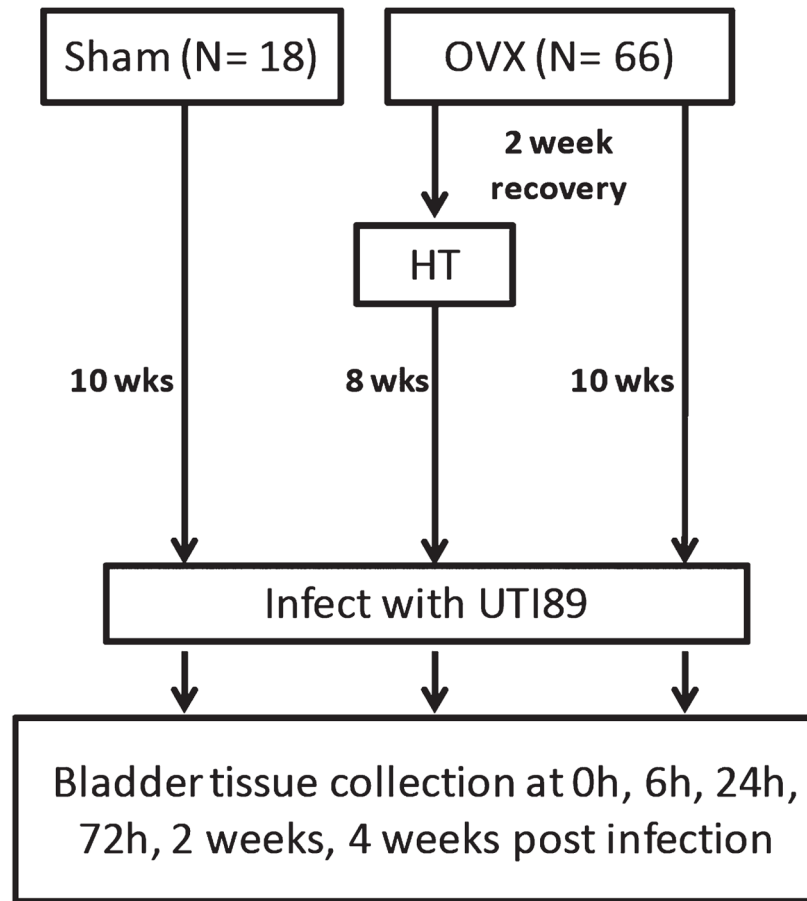 Sham (N= 18)
OVX (N= 66)
2 week
recovery
HT
10 wks
8 wks
10 wks
Infect with UTI89
Bladder tissue collection at 0h, 6h, 24h,
72h, 2 weeks, 4 weeks post infection